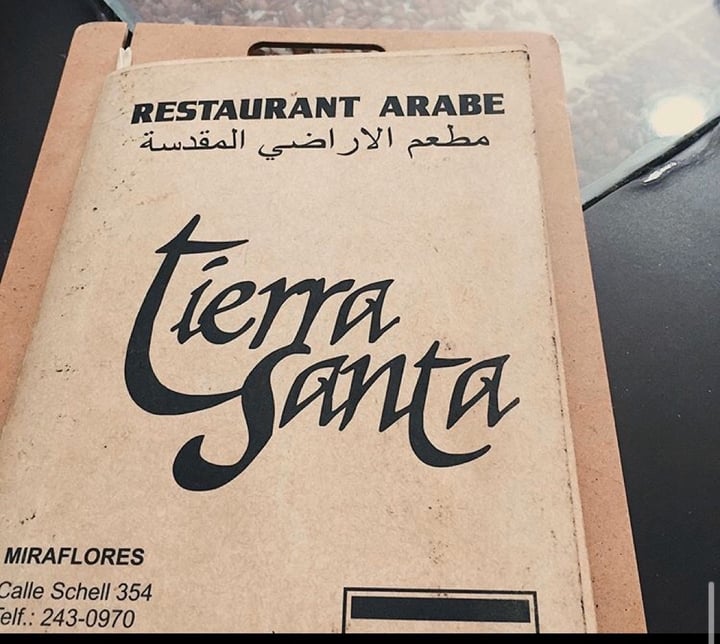 RESTAURANT ARABE
مطعم الاراضي المقدسة
Tierra
Santa
MIRAFLORES
Calle Schell 354
Telf.: 243-0970